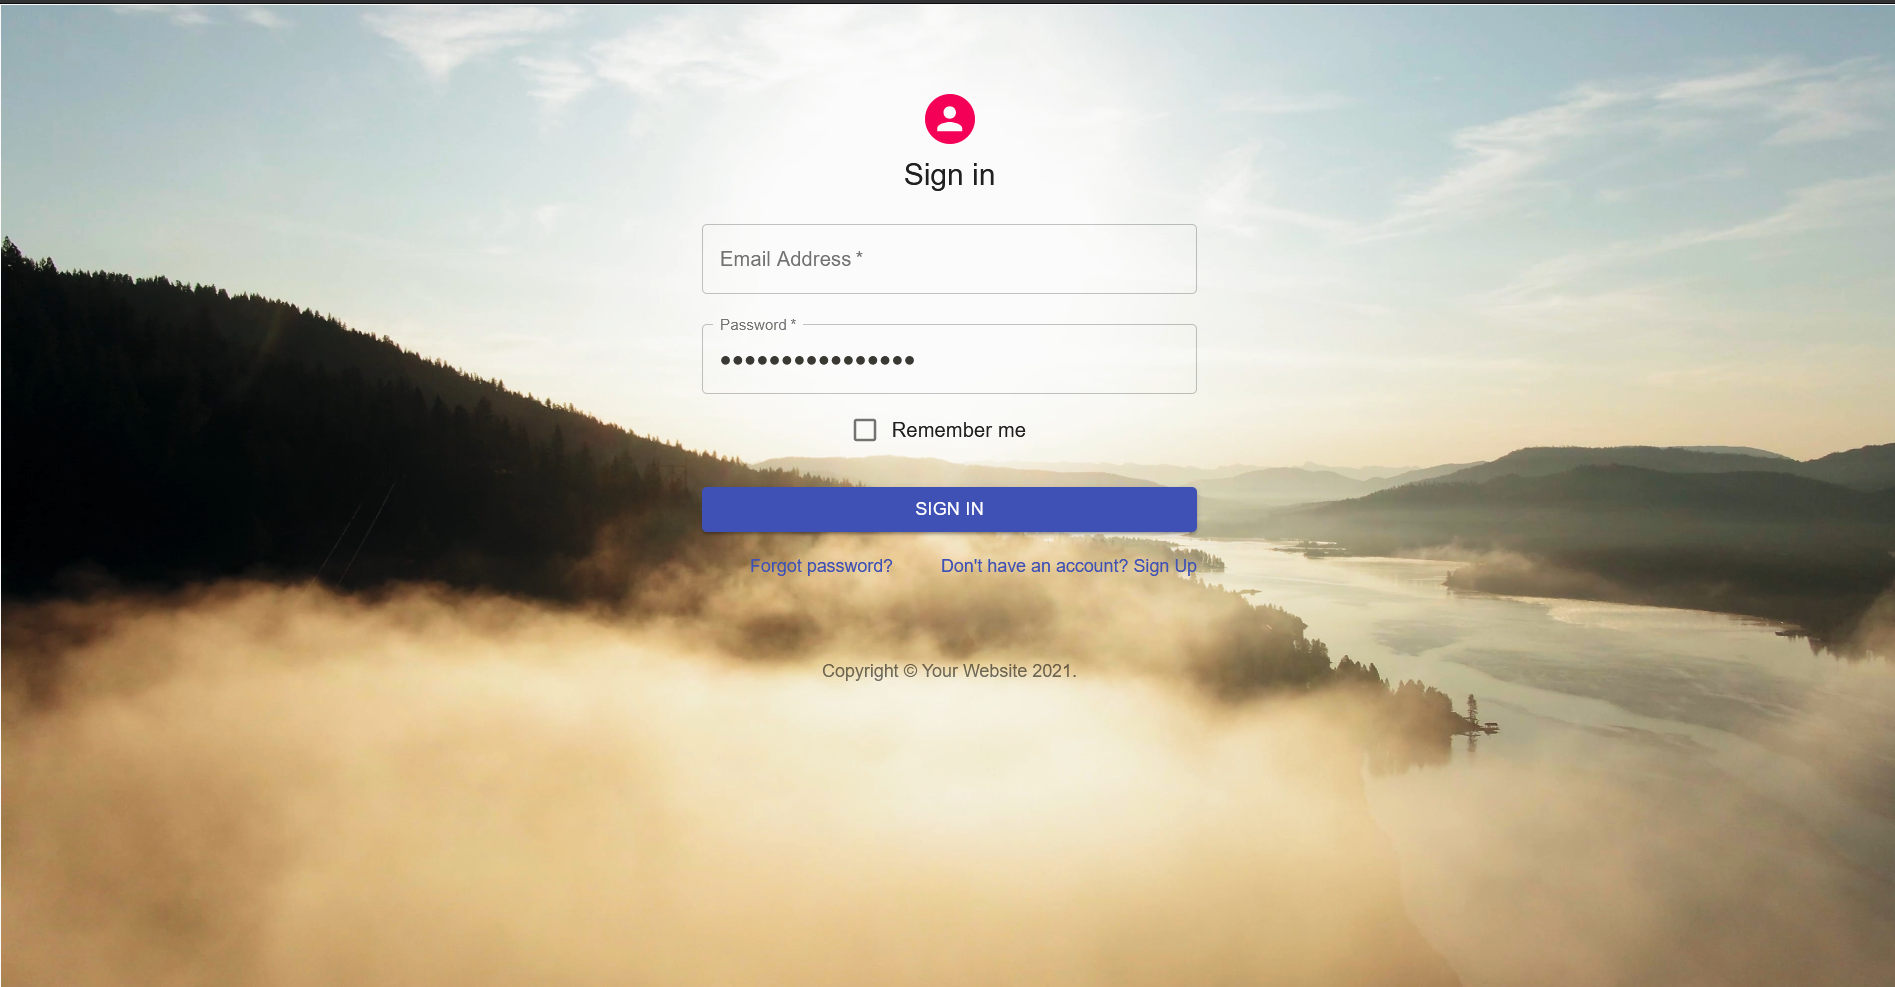 Sign in
Email Address *
Password *
••••••••••••••••
Remember me
SIGN IN
Forgot password? Don't have an account? Sign Up
Copyright © Your Website 2021.